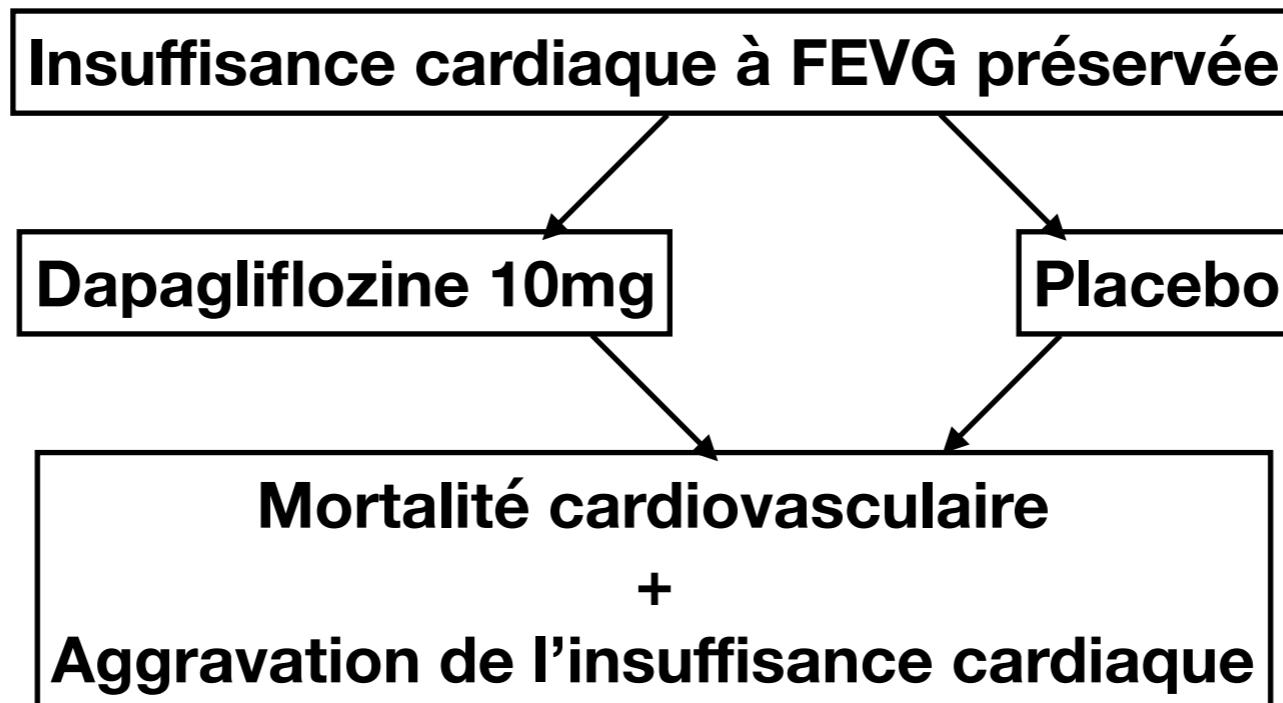 Insuffisance cardiaque à FEVG préservée
Dapagliflozine 10mg
Placebo
Mortalité cardiovasculaire
+
Aggravation de l’insuffisance cardiaque